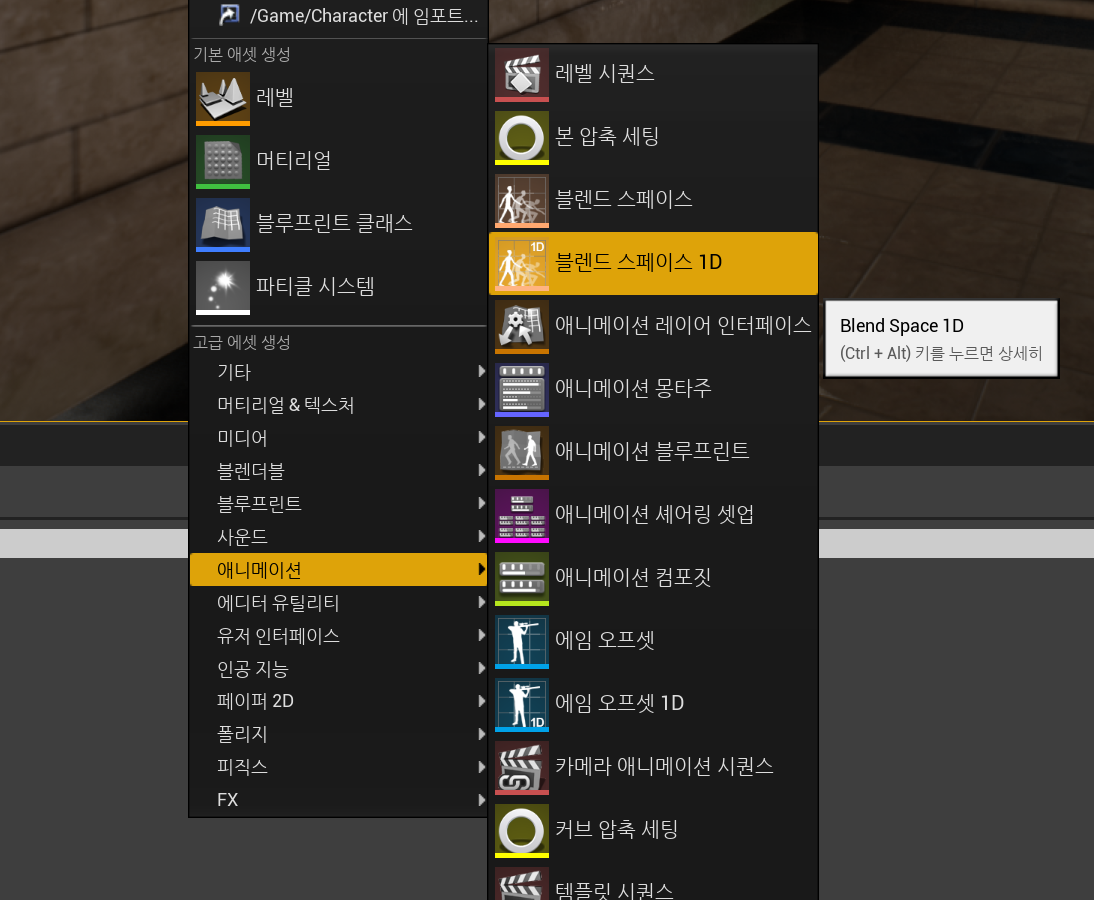 /Game/Character 에 임포트...
기본 애셋 생성
레벨
머티리얼
블루프린트 클래스
파티클 시스템
고급 에셋 생성
기타
머티리얼 & 텍스처
미디어
블렌더블
블루프린트
사운드
애니메이션
에디터 유틸리티
유저 인터페이스
인공 지능
페이퍼 2D
폴리지
피직스
FX
레벨 시퀀스
본 압축 세팅
블렌드 스페이스
1D
블렌드 스페이스 1D
애니메이션 레이어 인터페이스
애니메이션 몽타주
애니메이션 블루프린트
애니메이션 셰어링 셋업
애니메이션 컴포짓
에임 오프셋
1D
에임 오프셋 1D
카메라 애니메이션 시퀀스
커브 압축 세팅
템플릿 시퀀스
Blend Space 1D
(Ctrl + Alt) 키를 누르면 상세히